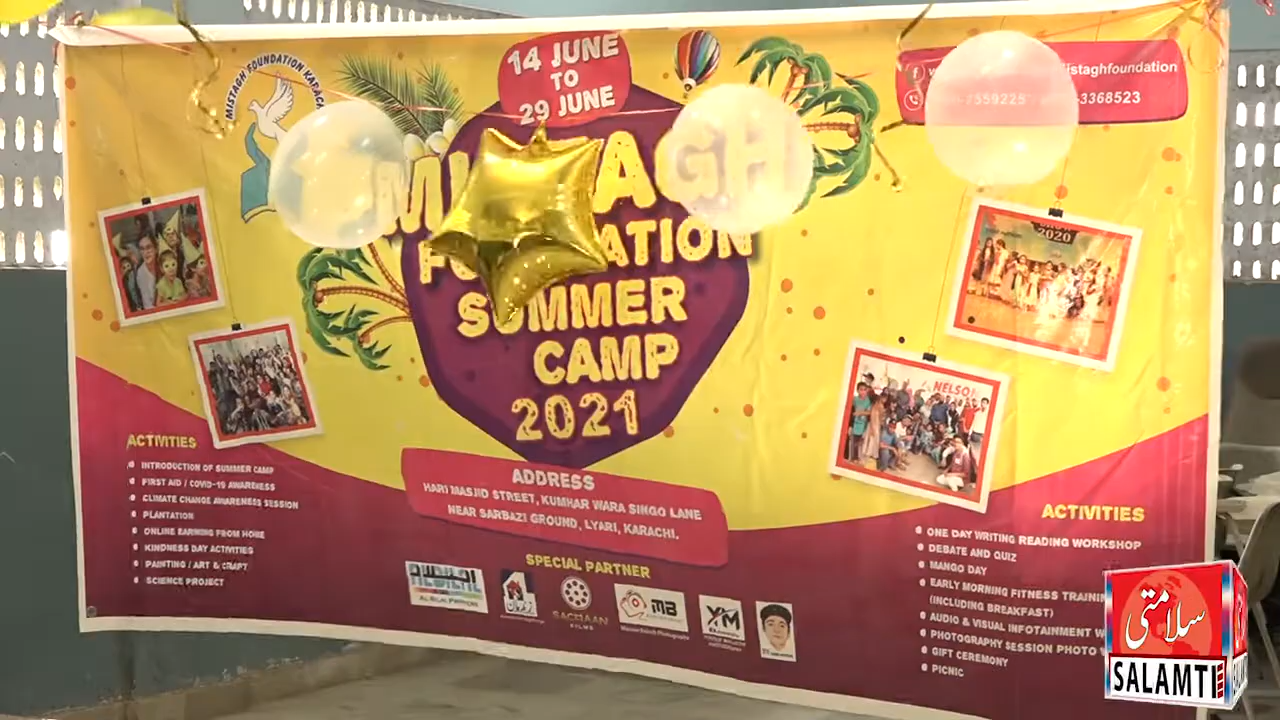 14 JUNE
TO
29 JUNE
MISTAGH FOUNDATION KARACHI
istaghfoundation
3368523
FOUNDATION
SUMMER
CAMP
2021
2020
NELSO
ADDRESS
HARI MASJID STREET, KUMHAR WARA SINGO LANE
NEAR SARBAZI GROUND, LYARI, KARACHI.
ACTIVITIES
INTRODUCTION OF SUMMER CAMP
FIRST AID / COVID-19 AWARENESS
CLIMATE CHANGE AWARENESS SESSION
PLANTATION
ONLINE EARNING FROM HOME
KINDNESS DAY ACTIVITIES
PAINTING / ART & CRAFT
SCIENCE PROJECT
SPECIAL PARTNER
SACHAAN
FILMS
MB
YM
ACTIVITIES
ONE DAY WRITING READING WORKSHOP
DEBATE AND QUIZ
MANGO DAY
EARLY MORNING FITNESS TRAININ
(INCLUDING BREAKFAST)
AUDIO & VISUAL INFOTAINMENT W
PHOTOGRAPHY SESSION PHOTO
GIFT CEREMONY
PICNIC
سلامتی
SALAMTI